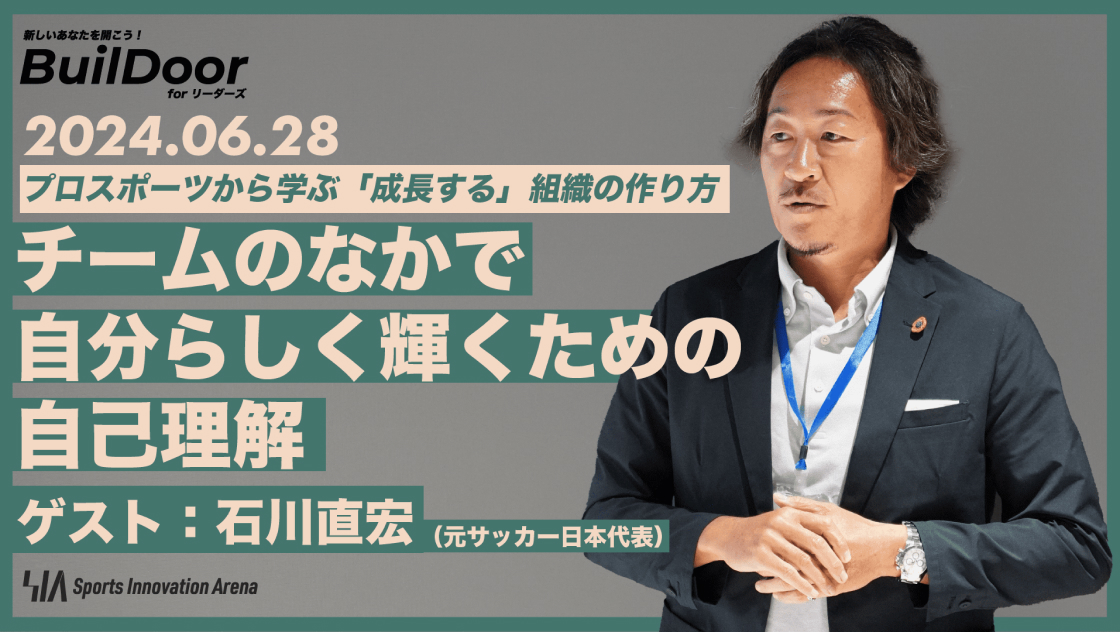 新しいあなたを開こう！
BuilDoor
for リーダーズ
2024.06.28
プロスポーツから学ぶ「成長する」組織の作り方
チームのなかで
自分らしく輝くための
自己理解
ゲスト：石川直宏（元サッカー日本代表）
SIA Sports Innovation Arena